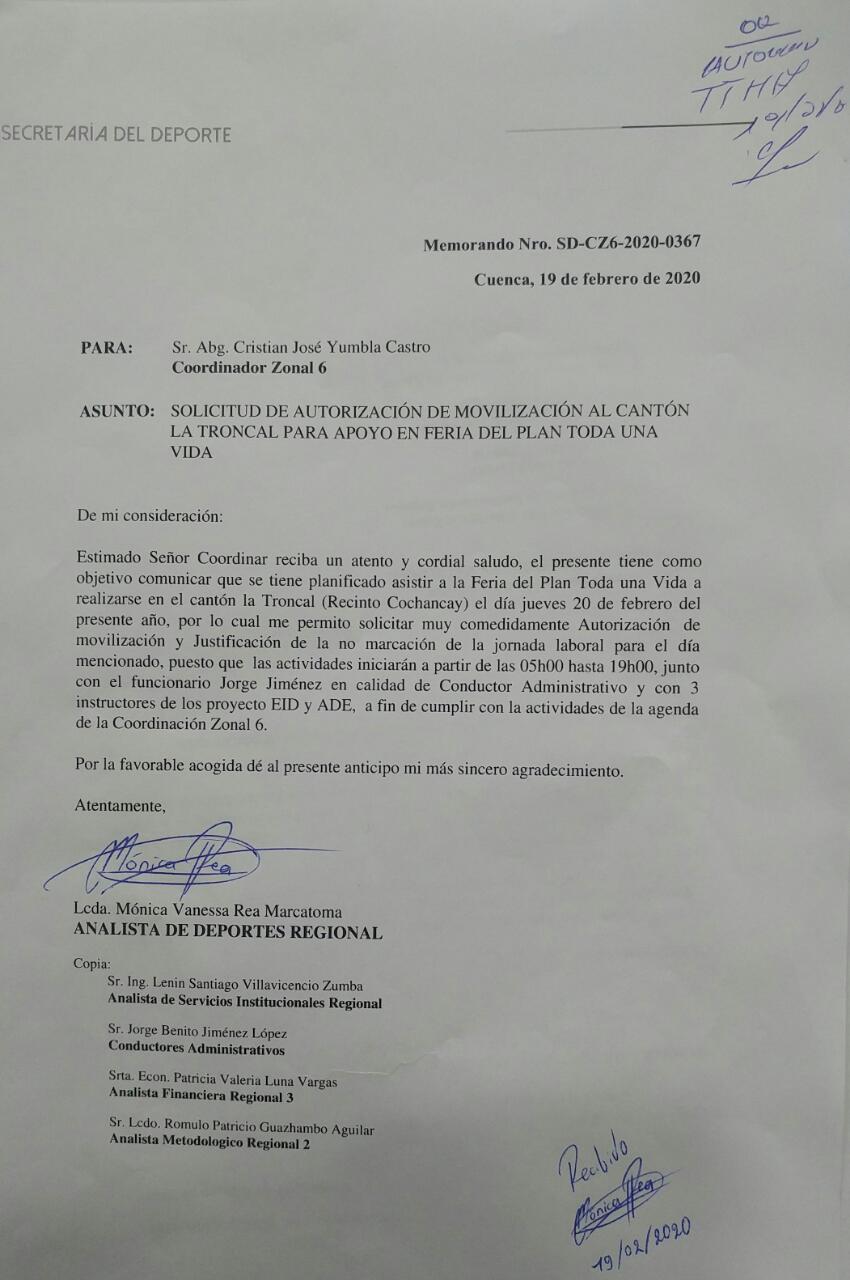 OK
SECRETARÍA DEL DEPORTE
Memorando Nro. SD-CZ6-2020-0367
Cuenca, 19 de febrero de 2020
PARA: Sr. Abg. Cristian José Yumbla Castro
Coordinador Zonal 6
ASUNTO: SOLICITUD DE AUTORIZACIÓN DE MOVILIZACIÓN AL CANTÓN
LA TRONCAL PARA APOYO EN FERIA DEL PLAN TODA UNA
VIDA
De mi consideración:
Estimado Señor Coordinar reciba un atento y cordial saludo, el presente tiene como
objetivo comunicar que se tiene planificado asistir a la Feria del Plan Toda una Vida a
realizarse en el cantón la Troncal (Recinto Cochancay) el día jueves 20 de febrero del
presente año, por lo cual me permito solicitar muy comedidamente Autorización de
movilización y Justificación de la no marcación de la jornada laboral para el día
mencionado, puesto que las actividades iniciarán a partir de las 05h00 hasta 19h00, junto
con el funcionario Jorge Jiménez en calidad de Conductor Administrativo y con 3
instructores de los proyecto EID y ADE, a fin de cumplir con la actividades de la agenda
de la Coordinación Zonal 6.
Por la favorable acogida dé al presente anticipo mi más sincero agradecimiento.
Atentamente,
Mónica Rea
Lcda. Mónica Vanessa Rea Marcatoma
ANALISTA DE DEPORTES REGIONAL
Copia:
Sr. Ing. Lenin Santiago Villavicencio Zumba
Analista de Servicios Institucionales Regional
Sr. Jorge Benito Jiménez López
Conductores Administrativos
Srta. Econ. Patricia Valeria Luna Vargas
Analista Financiera Regional 3
Sr. Lcdo. Romulo Patricio Guazhambo Aguilar
Analista Metodologico Regional 2
Recibido
Mónica Rea
19/02/2020